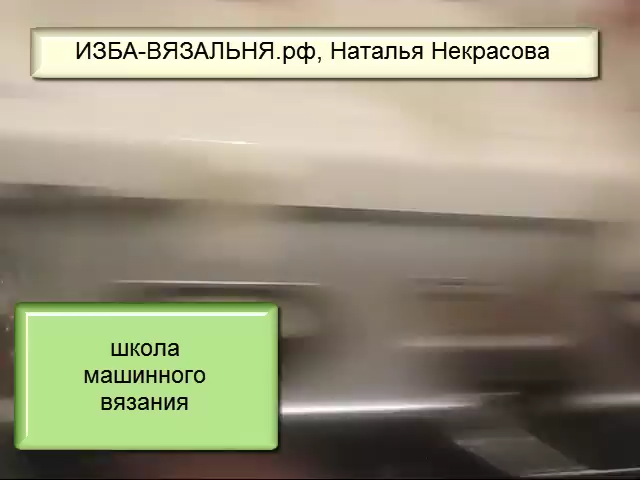 ИЗБА-ВЯЗАЛЬНЯ.рф, Наталья Некрасова
школа
машинного
вязания